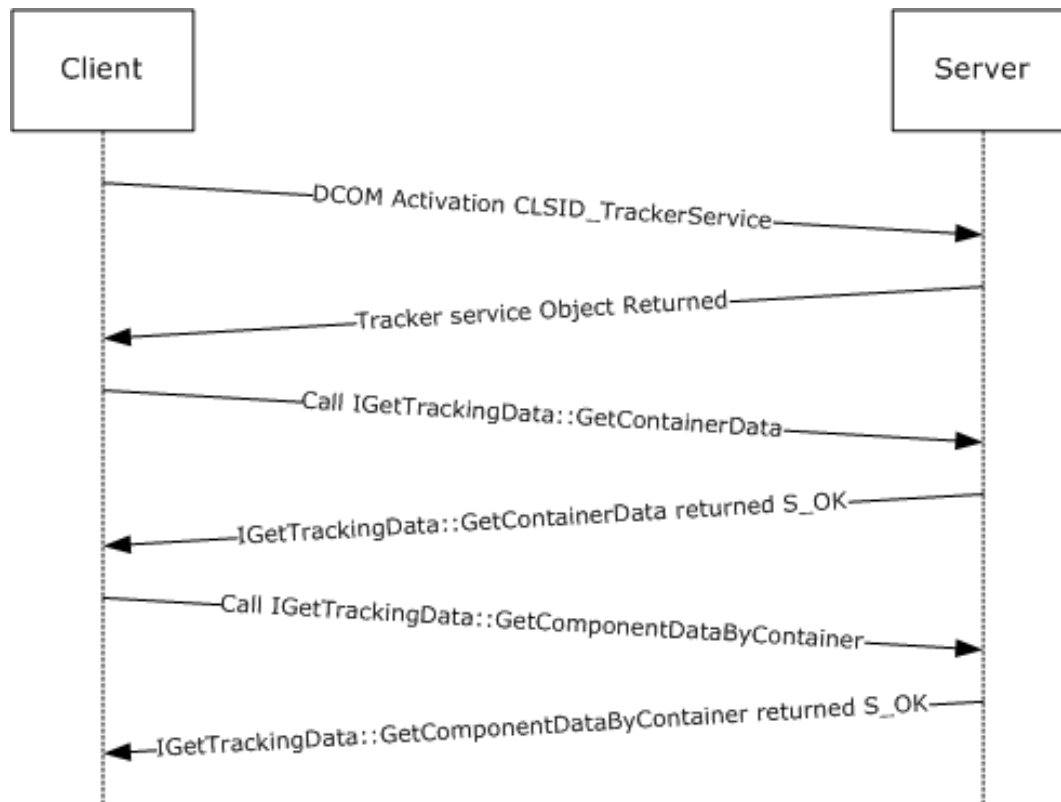 Client
Server
DCOM Activation CLSID_TrackerService
Tracker service Object Returned
Call IGetTrackingData::GetContainerData
IGetTrackingData::GetContainerData returned S_OK
Call IGetTrackingData::GetComponentDataByContainer
IGetTrackingData::GetComponentDataByContainer returned S_OK